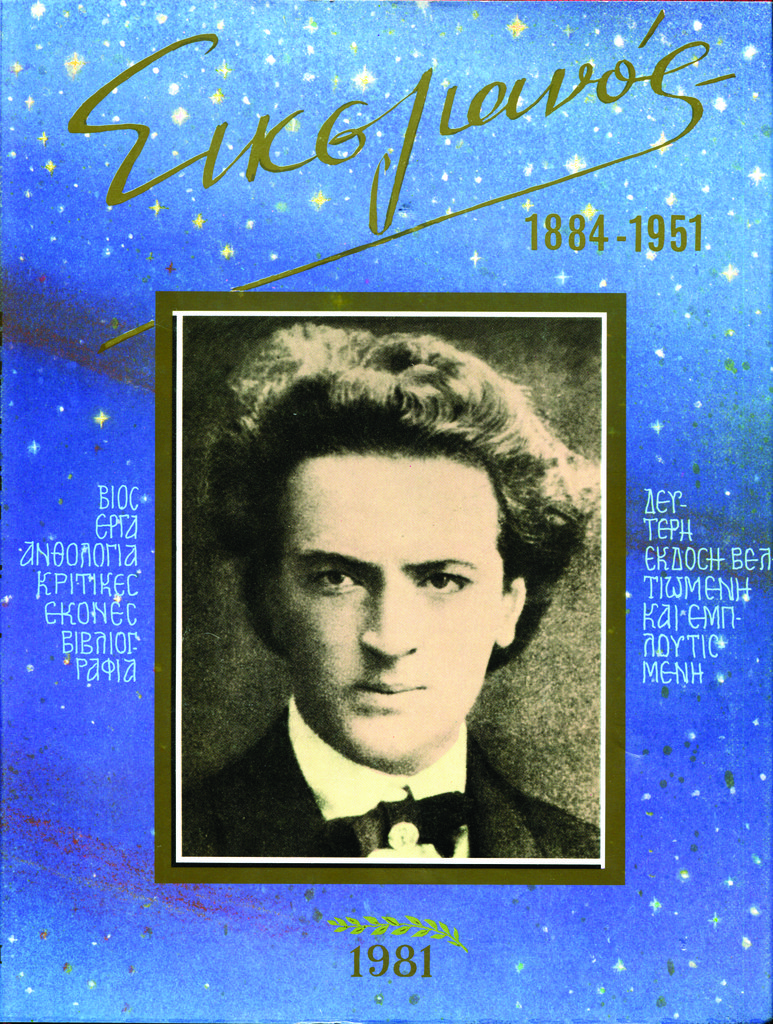 Σικελιανός
1884-1951
ΒΙΟΣ
ΕΡΓΑ
ΑΝΘΟΛΟΓΙΑ
ΚΡΙΤΙΚΕΣ
ΕΚΟΝΕΣ
ΒΙΒΛΙΟΓ-
ΡΑΦΙΑ
ΔΕΥ-
ΤΕΡΗ
ΕΚΔΟΣΗ ΒΕΛ
ΤΙΩΜΕΝΗ
ΚΑΙ ΕΜΠ-
ΛΟΥΤΙΣ
ΜΕΝΗ
1981